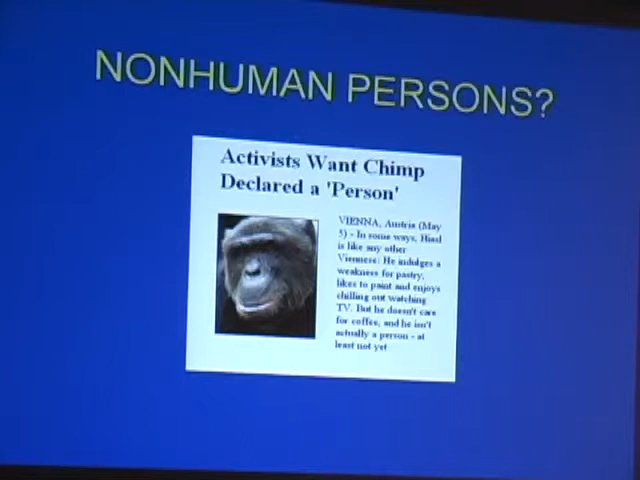 NONHUMAN PERSONS?
Activists Want Chimp
Declared a 'Person'
VIENNA, Austria (May
5) - In some ways, Hiasl
is like any other
Viennese: He indulges a
weakness for pastry,
likes to paint and enjoys
chilling out watching
TV. But he doesn't care
for coffee, and he isn't
actually a person - at
least not yet